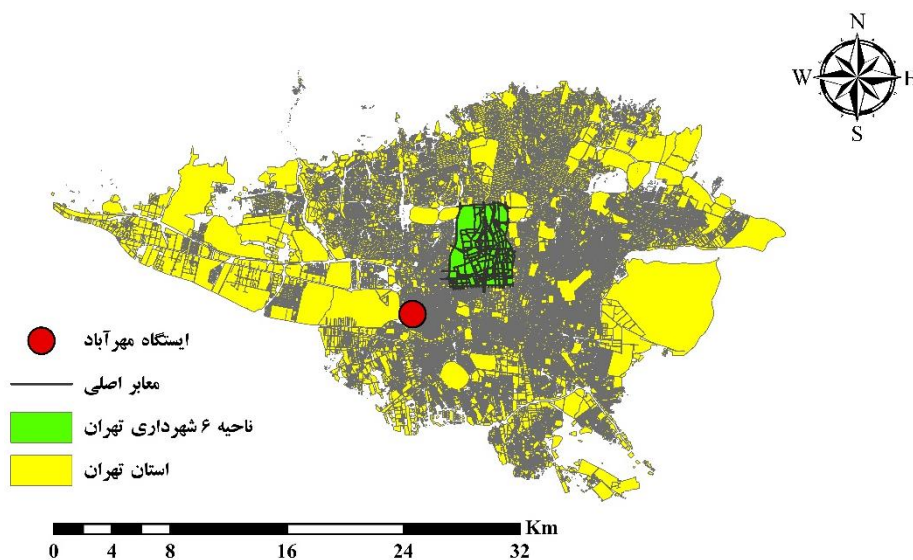 N
W E
S
ایستگاه مهرآباد
معابر اصلی
ناحیه ۶ شهرداری تهران
استان تهران
Km
0 4 8 16 24 32